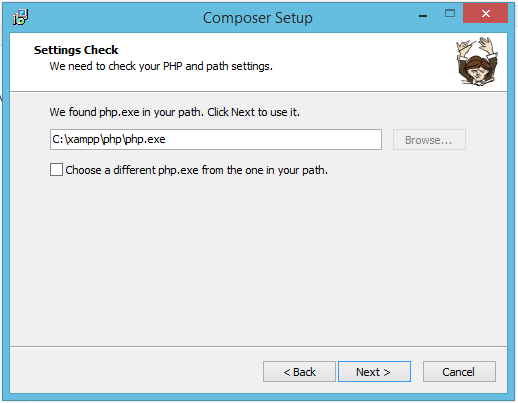 Composer Setup
Settings Check
We need to check your PHP and path settings.
We found php.exe in your path. Click Next to use it.
C:\xampp\php\php.exe
Browse...
Choose a different php.exe from the one in your path.
< Back
Next >
Cancel